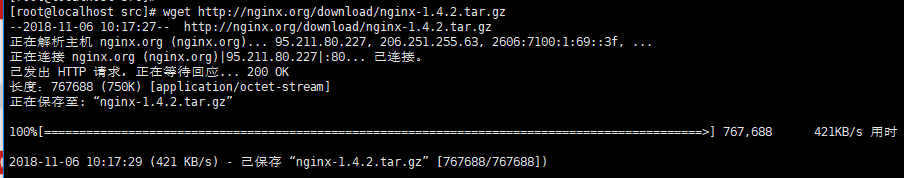 [root@localhost src]# wget http://nginx.org/download/nginx-1.4.2.tar.gz
--2018-11-06 10:17:27--  http://nginx.org/download/nginx-1.4.2.tar.gz
正在解析主机 nginx.org (nginx.org)... 95.211.80.227, 206.251.255.63, 2606:7100:1:69::3f, ...
正在连接 nginx.org (nginx.org)|95.211.80.227|:80... 已连接。
已发出 HTTP 请求，正在等待回应... 200 OK
长度：767688 (750K) [application/octet-stream]
正在保存至: “nginx-1.4.2.tar.gz”
100%[======================================================================================>] 767,688      421KB/s 用时
2018-11-06 10:17:29 (421 KB/s) - 已保存 “nginx-1.4.2.tar.gz” [767688/767688])